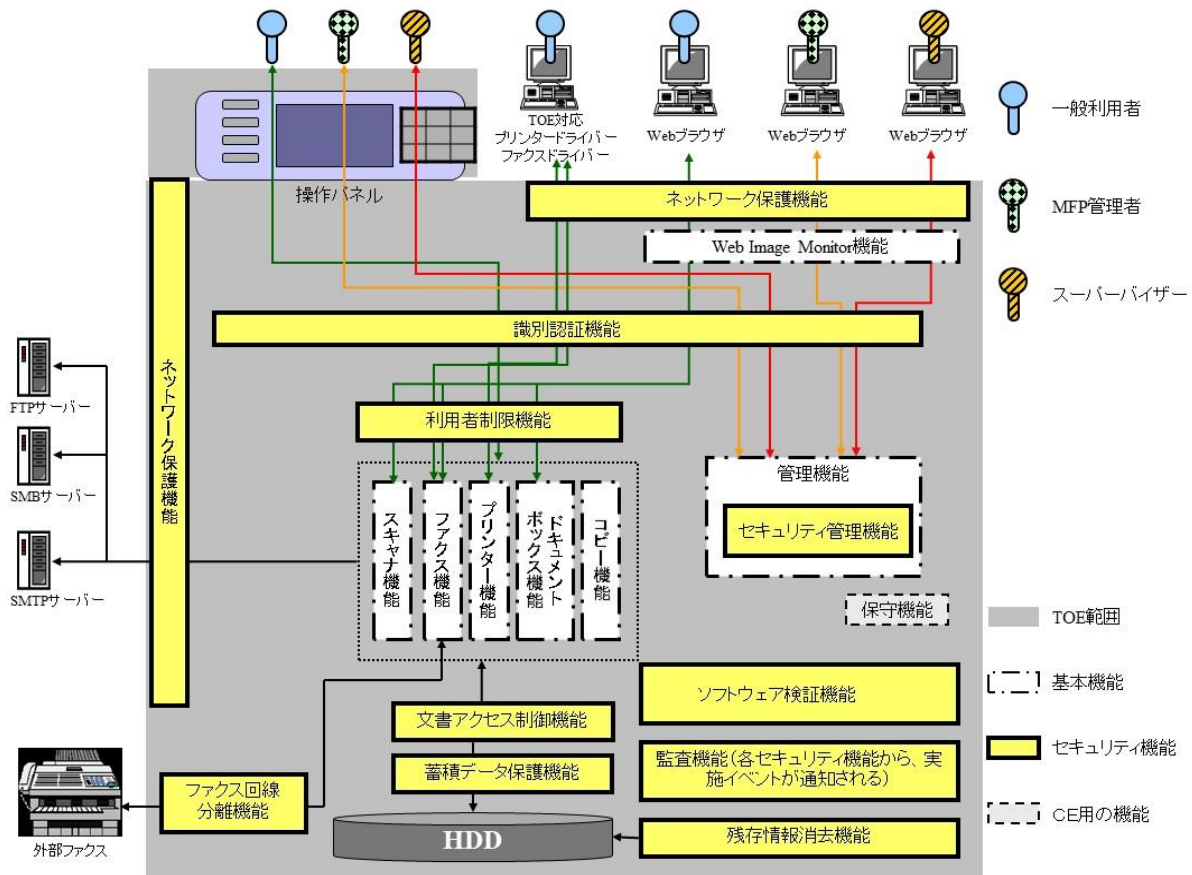 TOE対応
プリンタードライバー
ファクスドライバー
Webブラウザ
Webブラウザ
Webブラウザ
一般利用者
操作パネル
ネットワーク保護機能
MFP管理者
Web Image Monitor機能
スーパーバイザー
識別認証機能
ネットワーク保護機能
FTPサーバー
SMBサーバー
SMTPサーバー
利用者制限機能
管理機能
セキュリティ管理機能
スキャナ機能
ファクス機能
プリンター機能
ドキュメント
ボックス機能
コピー機能
保守機能
TOE範囲
ソフトウェア検証機能
基本機能
文書アクセス制御機能
監査機能(各セキュリティ機能から、実
施イベントが通知される)
セキュリティ機能
蓄積データ保護機能
ファクス回線
分離機能
CE用の機能
HDD
残存情報消去機能
外部ファクス